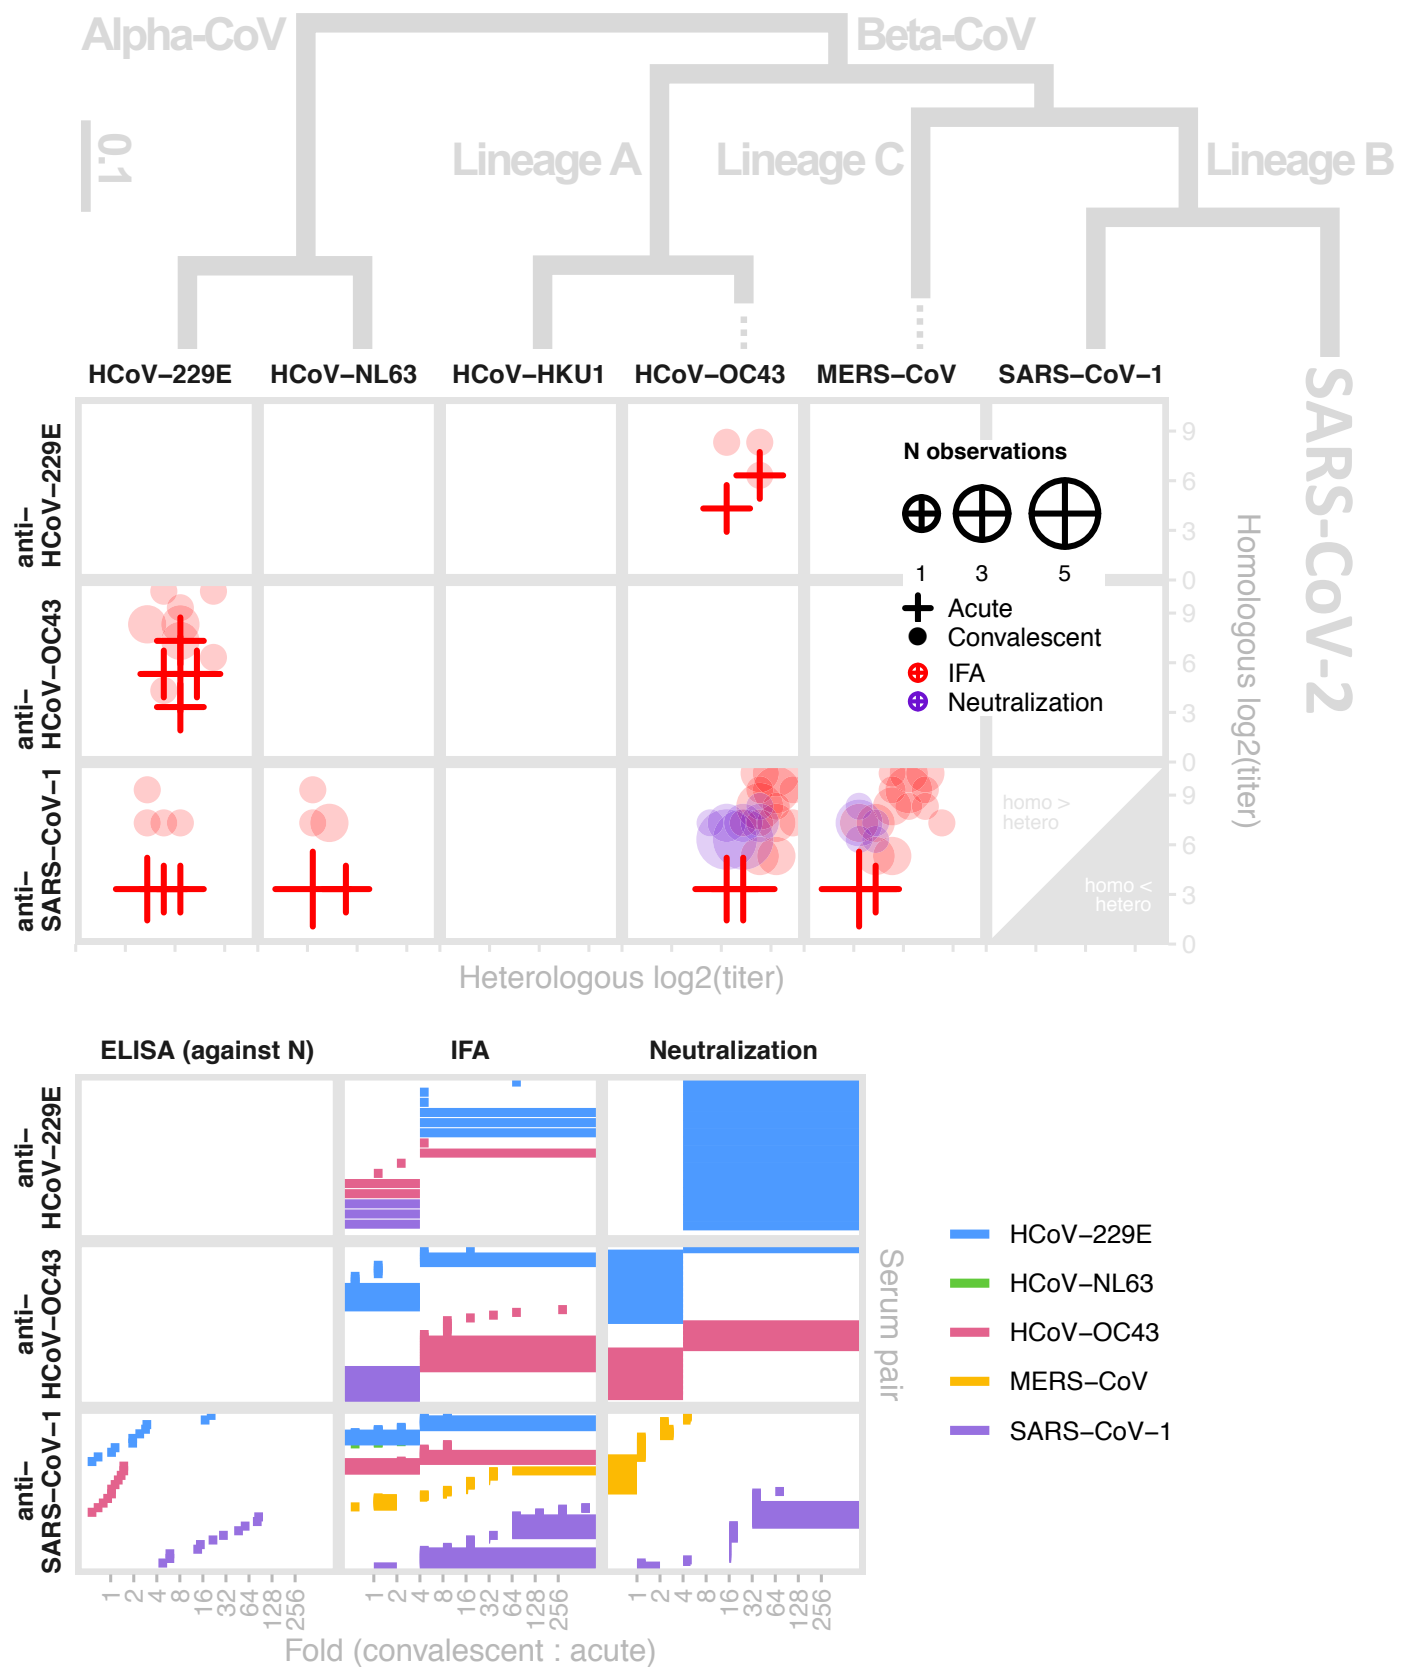 Alpha-CoV
Beta-CoV
0.1
Lineage A
Lineage C
Lineage B
HCoV−229E
HCoV−NL63
HCoV−HKU1
HCoV−OC43
MERS−CoV
SARS−CoV−1
SARS-CoV-2
anti−
HCoV−229E
anti−
HCoV−OC43
anti−
SARS−CoV−1
N observations
1
3
5
Acute
Convalescent
IFA
Neutralization
9
6
3
0
9
6
3
0
9
6
3
0
Homologous log2(titer)
homo >
hetero
homo <
hetero
Heterologous log2(titer)
ELISA (against N)
IFA
Neutralization
anti−
HCoV−229E
anti−
HCoV−OC43
anti−
SARS−CoV−1
Serum pair
HCoV−229E
HCoV−NL63
HCoV−OC43
MERS−CoV
SARS−CoV−1
1 2 4 8 16 32 64 128 256
1 2 4 8 16 32 64 128 256
1 2 4 8 16 32 64 128 256
Fold (convalescent : acute)